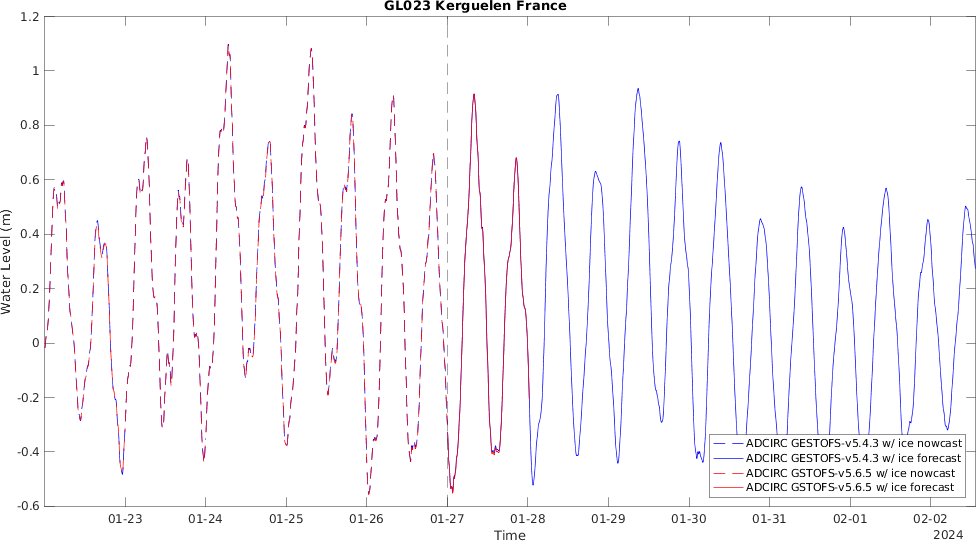 GL023 Kerguelen France
1.2
1
0.8
0.6
0.4
0.2
0
-0.2
-0.4
-0.6
Water Level (m)
ADCIRC GESTOFS-v5.4.3 w/ ice nowcast
ADCIRC GESTOFS-v5.4.3 w/ ice forecast
ADCIRC GSTOFS-v5.6.5 w/ ice nowcast
ADCIRC GSTOFS-v5.6.5 w/ ice forecast
01-23 01-24 01-25 01-26 01-27 01-28 01-29 01-30 01-31 02-01 02-02
2024
Time